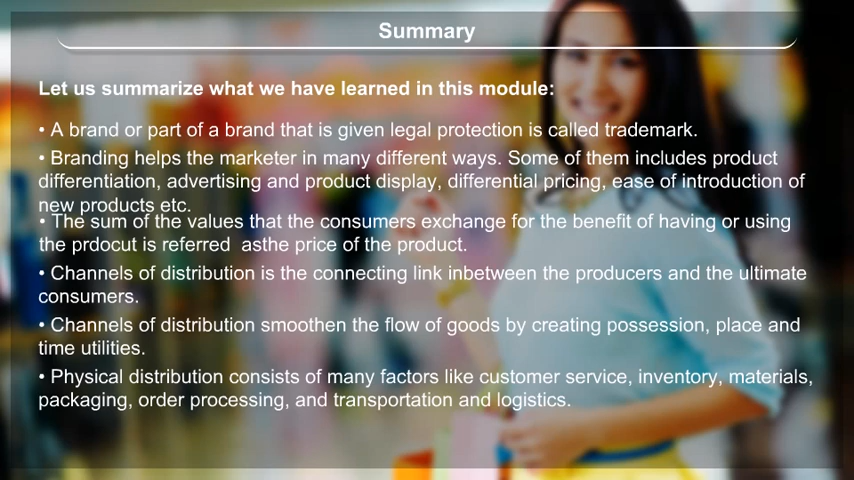 Summary
Let us summarize what we have learned in this module:
• A brand or part of a brand that is given legal protection is called trademark.
• Branding helps the marketer in many different ways. Some of them includes product
differentiation, advertising and product display, differential pricing, ease of introduction of
new products etc.
• The sum of the values that the consumers exchange for the benefit of having or using
the prdocut is referred  asthe price of the product.
• Channels of distribution is the connecting link inbetween the producers and the ultimate
consumers.
• Channels of distribution smoothen the flow of goods by creating possession, place and
time utilities.
• Physical distribution consists of many factors like customer service, inventory, materials,
packaging, order processing, and transportation and logistics.